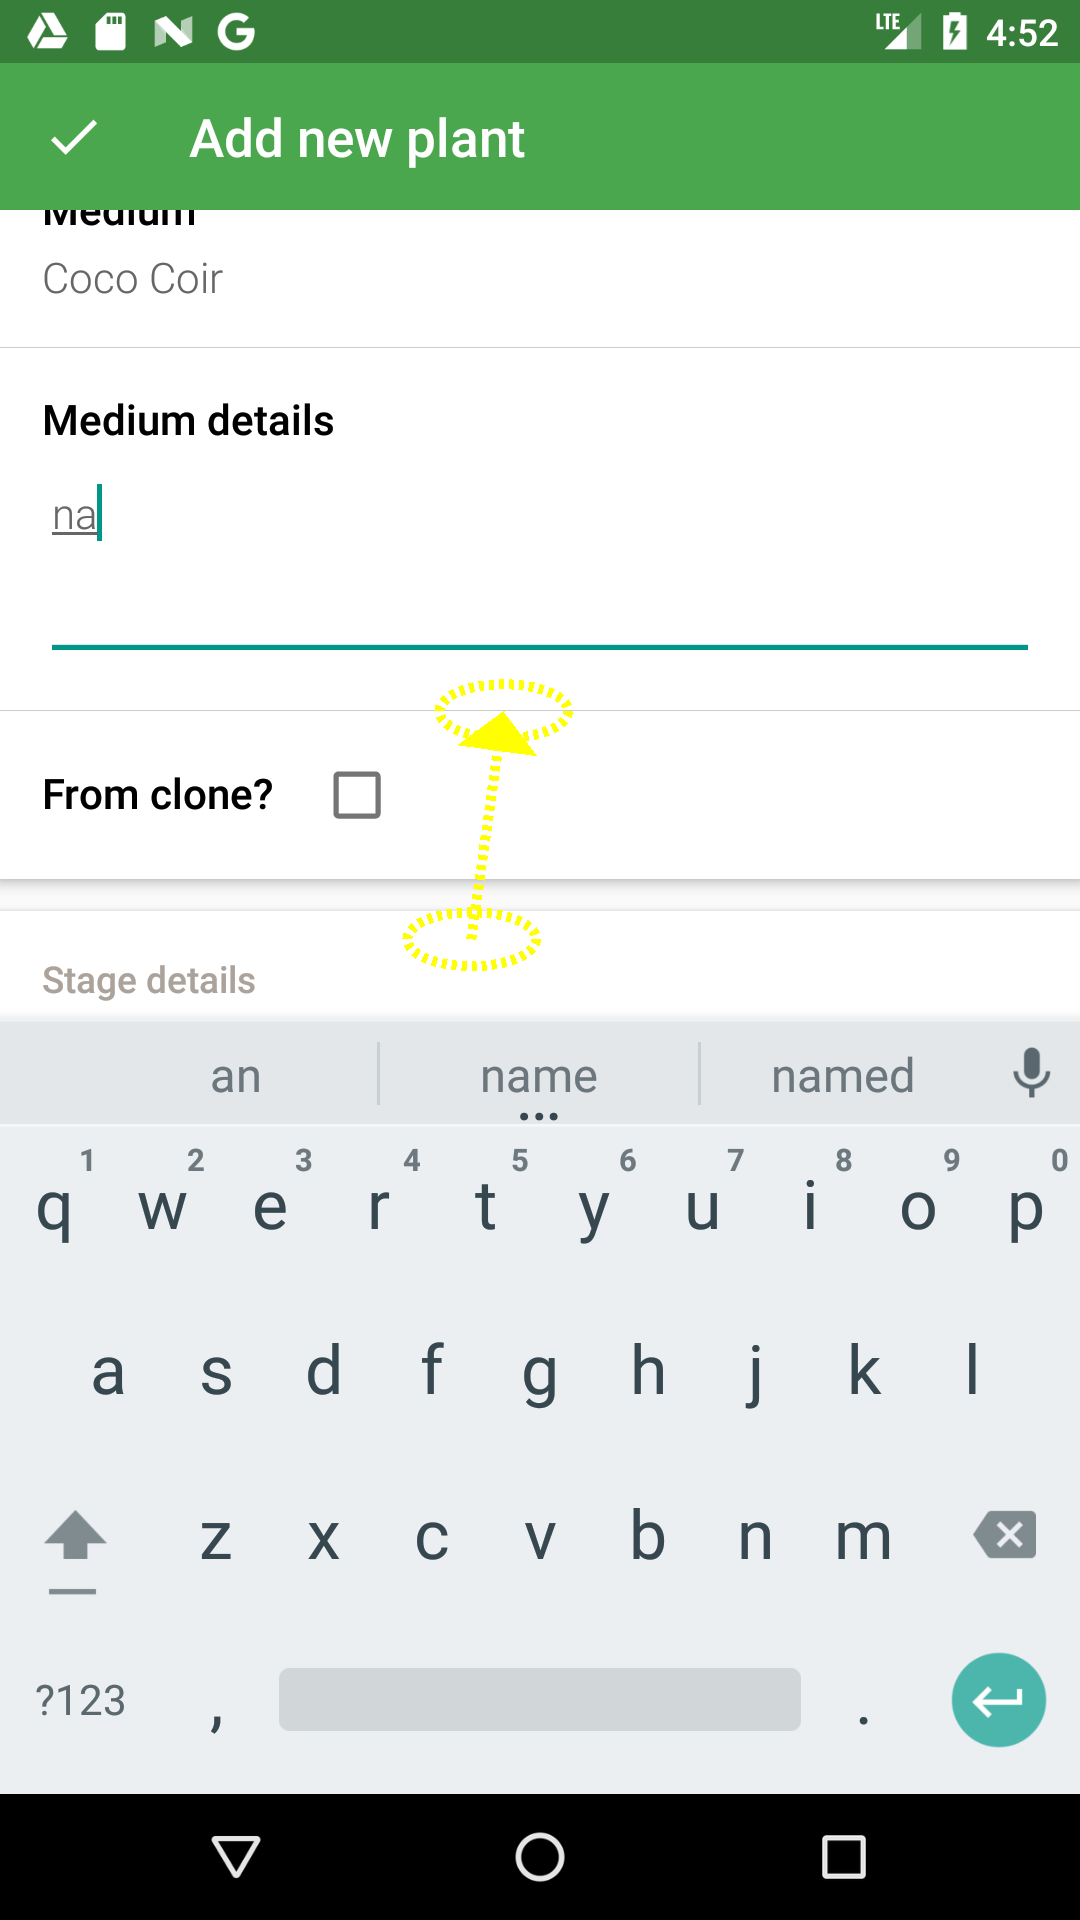 LTE 4:52
Add new plant
Medium
Coco Coir
Medium details
na
From clone?
Stage details
an name named
1 2 3 4 5 6 7 8 9 0
q w e r t y u i o p
a s d f g h j k l
z x c v b n m
?123 , .